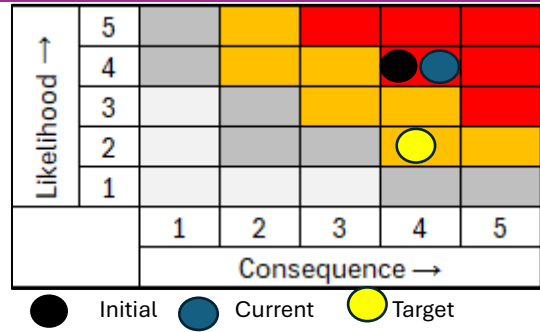 Likelihood →
5
4
3
2
1
1 2 3 4 5
Consequence →
Initial Current Target